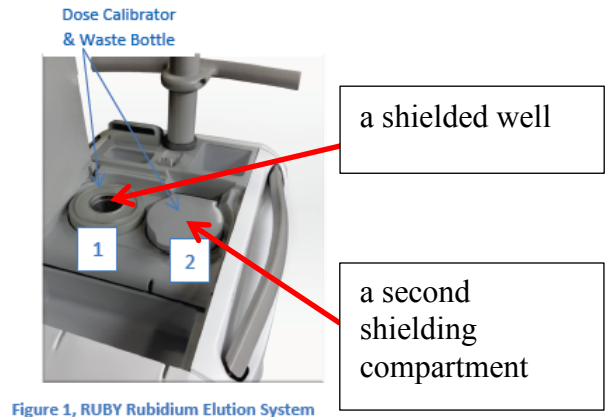 Dose Calibrator
& Waste Bottle
a shielded well
1
2
a second
shielding
compartment
Figure 1, RUBY Rubidium Elution System